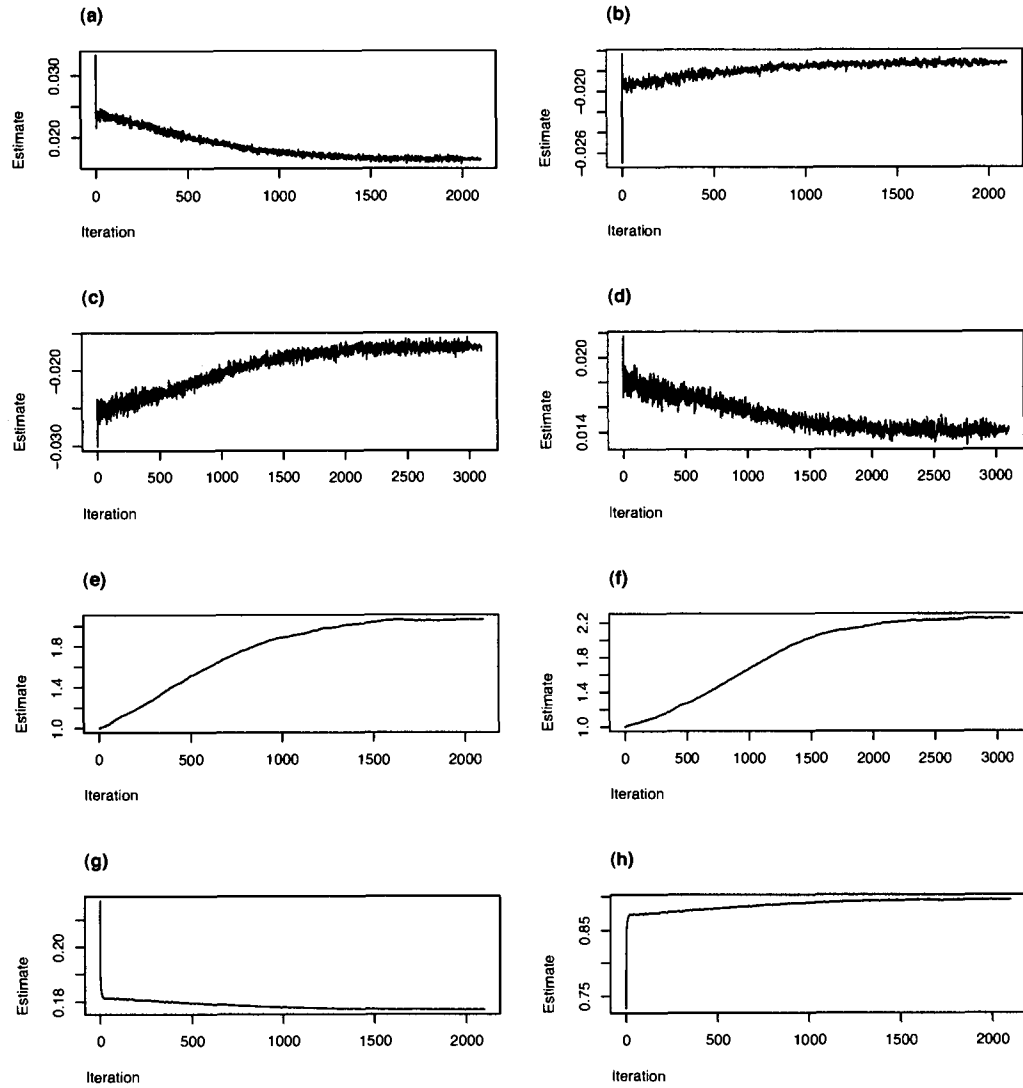 (a)
Estimate
0.020 0.030
0 500 1000 1500 2000
Iteration
(b)
Estimate
-0.026 -0.020
0 500 1000 1500 2000
Iteration
(c)
Estimate
-0.030 -0.020
0 500 1000 1500 2000 2500 3000
Iteration
(d)
Estimate
0.014 0.020
0 500 1000 1500 2000 2500 3000
Iteration
(e)
Estimate
1.0 1.4 1.8
0 500 1000 1500 2000
Iteration
(f)
Estimate
1.0 1.4 1.8 2.2
0 500 1000 1500 2000 2500 3000
Iteration
(g)
Estimate
0.18 0.20
0 500 1000 1500 2000
Iteration
(h)
Estimate
0.75 0.85
0 500 1000 1500 2000
Iteration